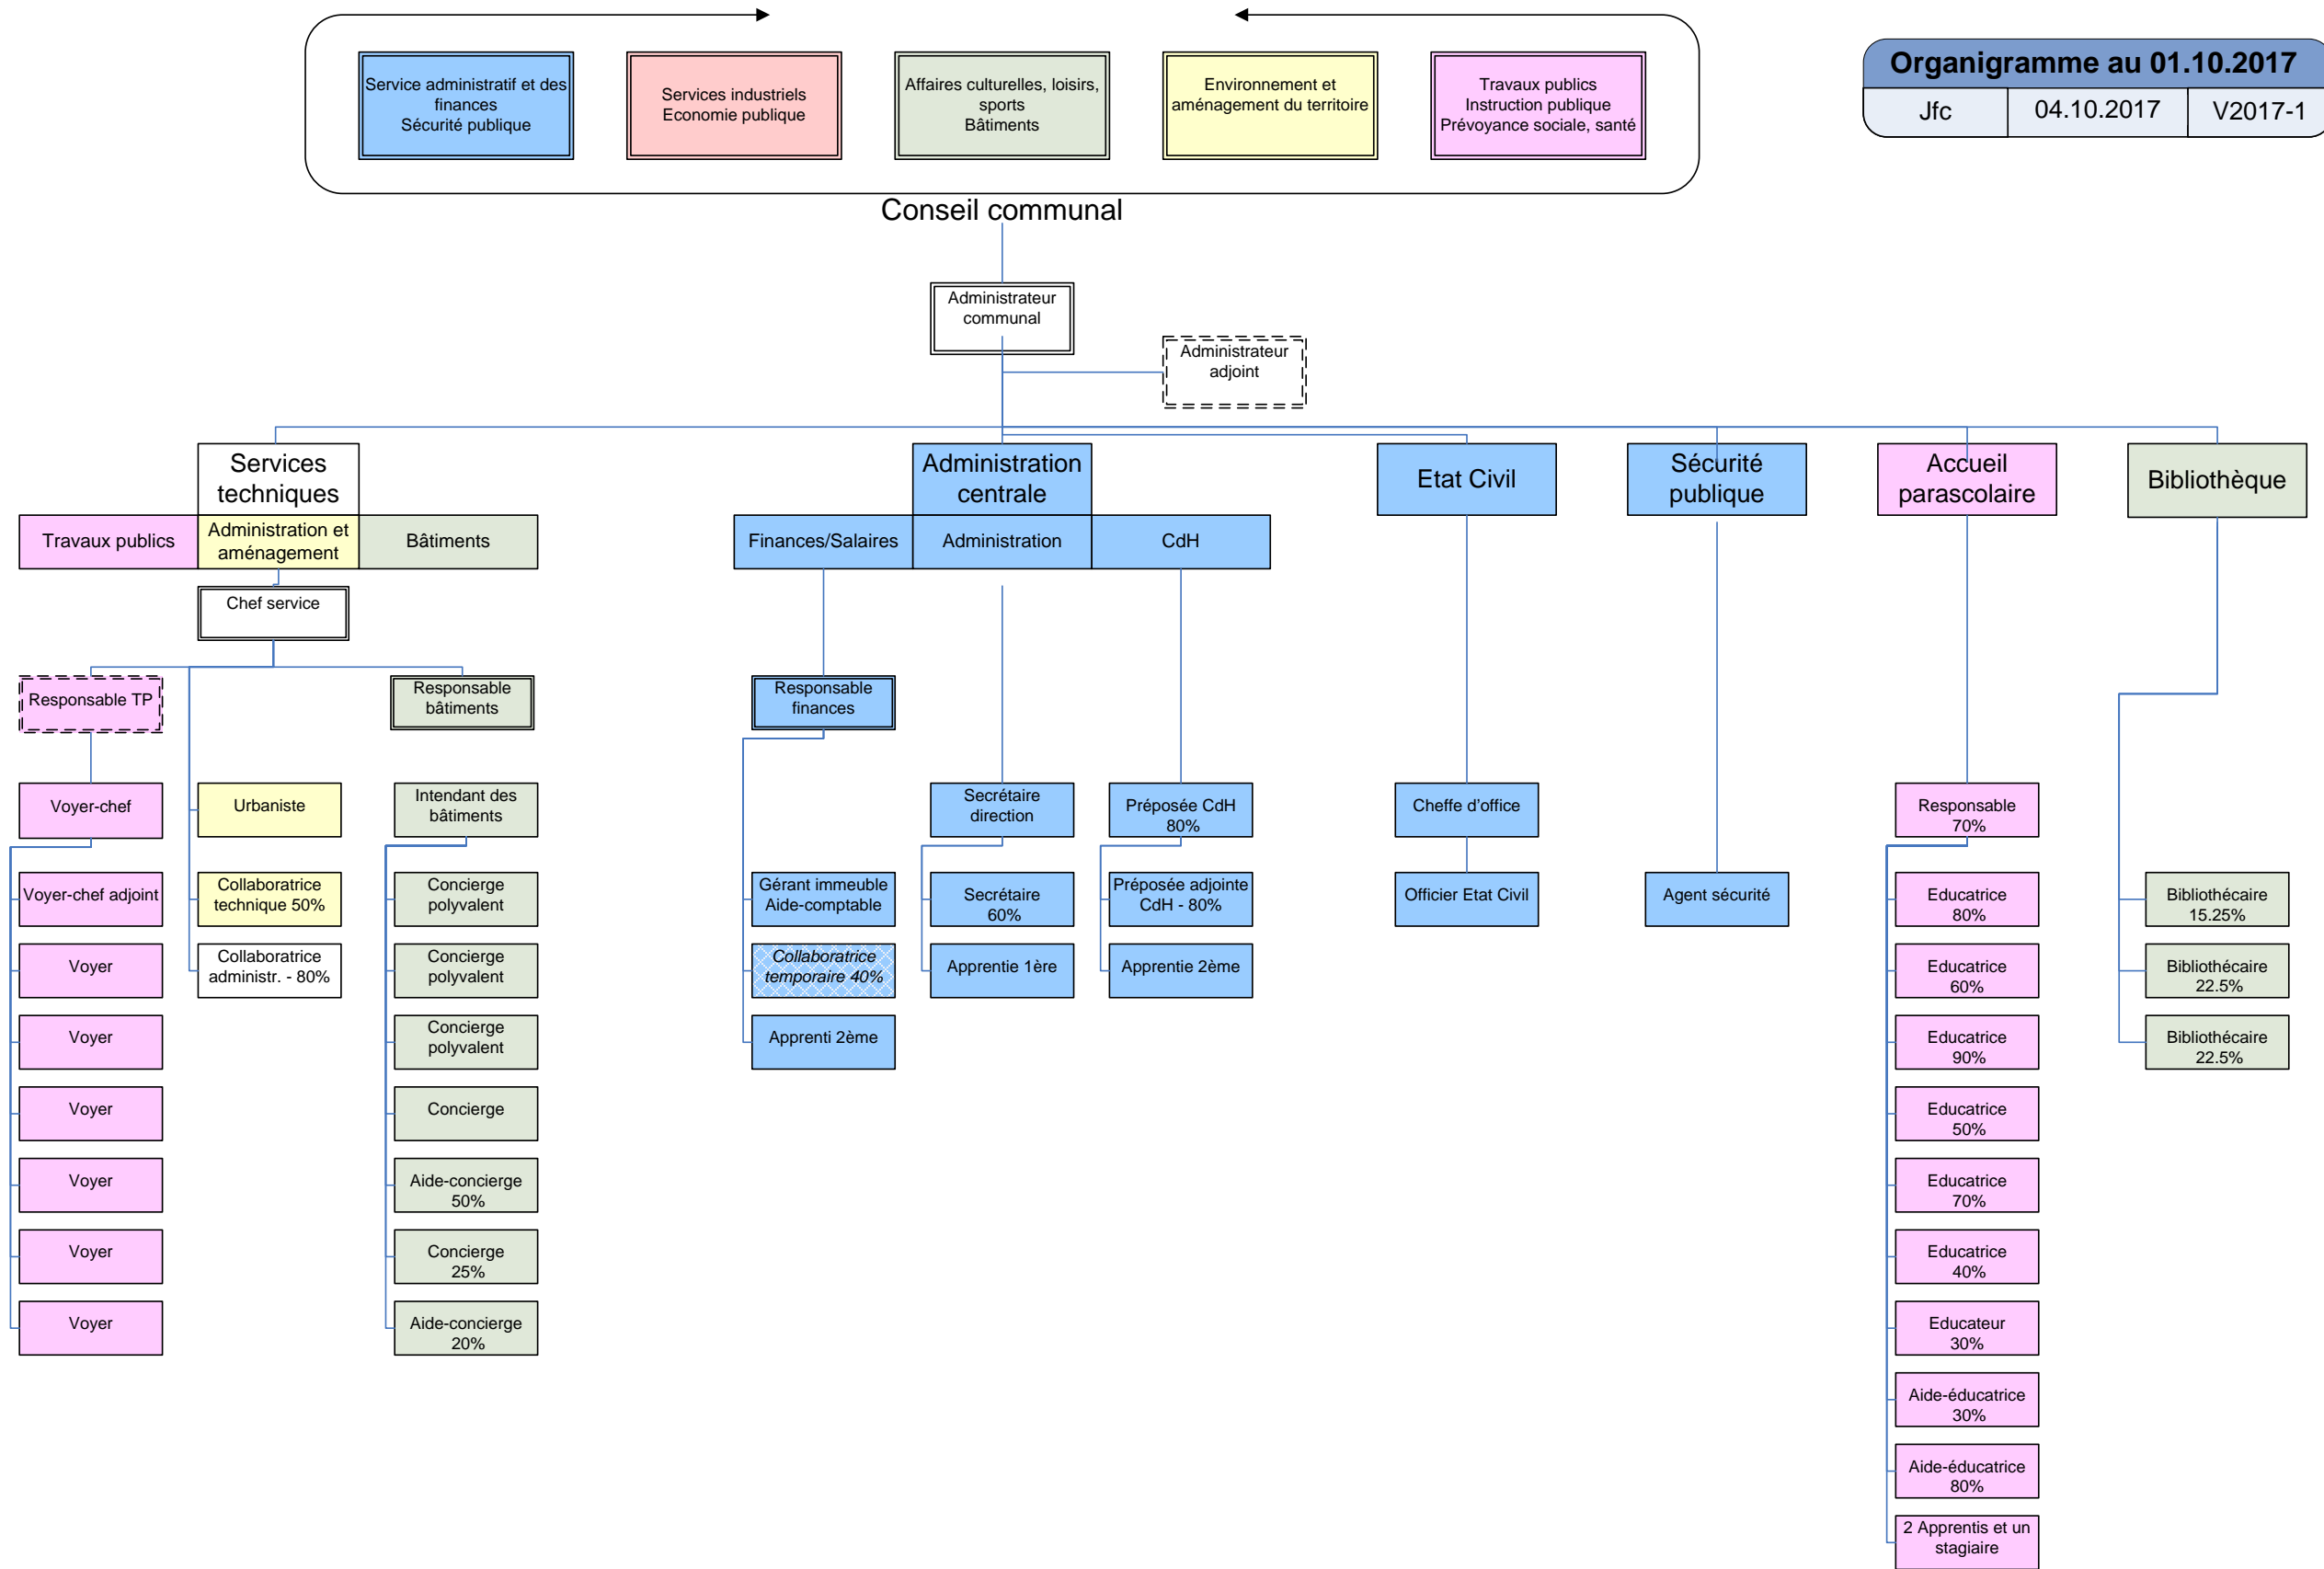 Service administratif et des
finances
Sécurité publique
Services industriels
Economie publique
Affaires culturelles, loisirs,
sports
Bâtiments
Environnement et
aménagement du territoire
Travaux publics
Instruction publique
Prévoyance sociale, santé
Organigramme au 01.10.2017
Jfc
04.10.2017
V2017-1
Conseil communal
Administrateur
communal
Administrateur
adjoint
Services
techniques
Travaux publics
Administration et
aménagement
Bâtiments
Chef service
Responsable TP
Responsable
bâtiments
Voyer-chef
Urbaniste
Intendant des
bâtiments
Voyer-chef adjoint
Collaboratrice
technique 50%
Concierge
polyvalent
Voyer
Collaboratrice
administr. - 80%
Concierge
polyvalent
Voyer
Concierge
polyvalent
Voyer
Concierge
Voyer
Aide-concierge
50%
Voyer
Concierge
25%
Voyer
Aide-concierge
20%
Administration
centrale
Finances/Salaires
Administration
CdH
Responsable
finances
Secrétaire
direction
Préposée CdH
80%
Gérant immeuble
Aide-comptable
Secrétaire
60%
Préposée adjointe
CdH - 80%
Collaboratrice
temporaire 40%
Apprentie 1ère
Apprentie 2ème
Apprenti 2ème
Etat Civil
Cheffe d’office
Officier Etat Civil
Sécurité
publique
Agent sécurité
Accueil
parascolaire
Responsable
70%
Educatrice
80%
Educatrice
60%
Educatrice
90%
Educatrice
50%
Educatrice
70%
Educatrice
40%
Educateur
30%
Aide-éducatrice
30%
Aide-éducatrice
80%
2 Apprentis et un
stagiaire
Bibliothèque
Bibliothécaire
15.25%
Bibliothécaire
22.5%
Bibliothécaire
22.5%